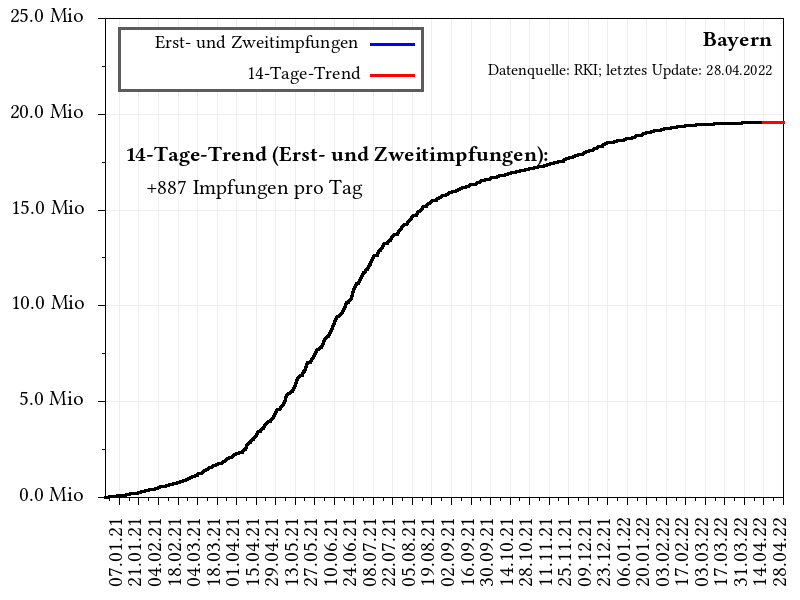 25.0 Mio
20.0 Mio
15.0 Mio
10.0 Mio
5.0 Mio
0.0 Mio
Erst- und Zweitimpfungen
14-Tage-Trend
Bayern
Datenquelle: RKI; letztes Update: 28.04.2022
14-Tage-Trend (Erst- und Zweitimpfungen):
+887 Impfungen pro Tag
07.01.21
21.01.21
04.02.21
18.02.21
04.03.21
18.03.21
01.04.21
15.04.21
29.04.21
13.05.21
27.05.21
10.06.21
24.06.21
08.07.21
22.07.21
05.08.21
19.08.21
02.09.21
16.09.21
30.09.21
14.10.21
28.10.21
11.11.21
25.11.21
09.12.21
23.12.21
06.01.22
20.01.22
03.02.22
17.02.22
03.03.22
17.03.22
31.03.22
14.04.22
28.04.22